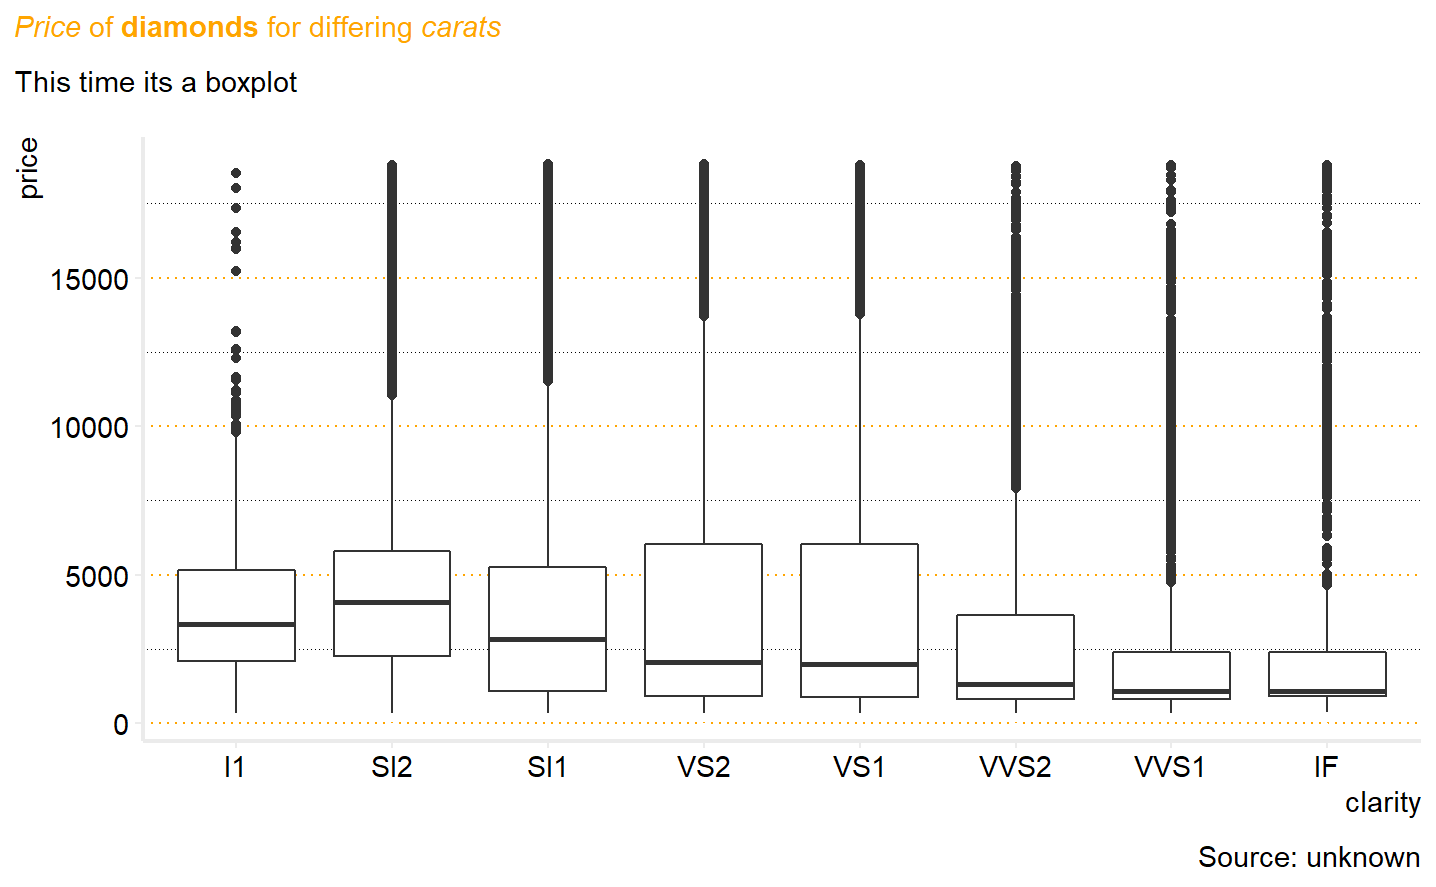 Price of diamonds for differing carats
This time its a boxplot
price
15000
10000
5000
0
I1 SI2 SI1 VS2 VS1 VVS2 VVS1 IF
clarity
Source: unknown